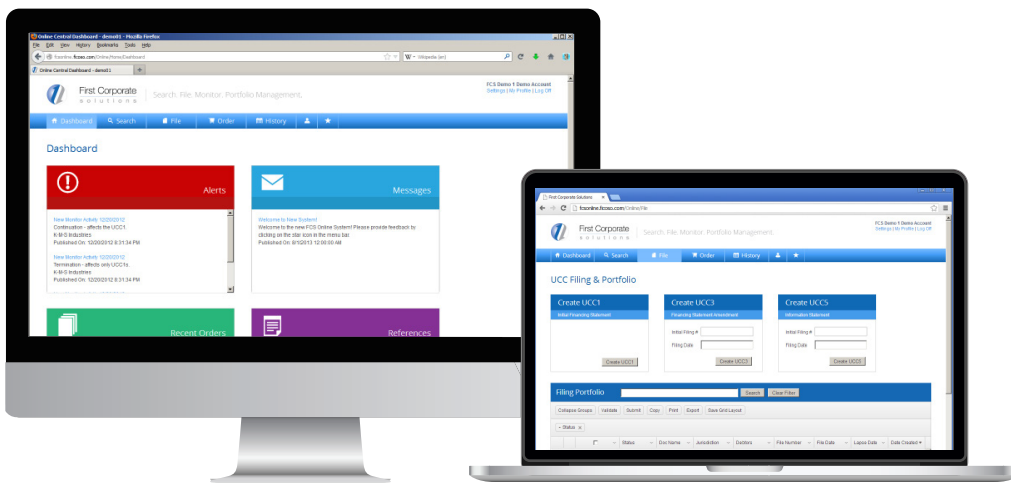 Online Central Dashboard - demo01 - Mozilla Firefox
File Edit View History Bookmarks Tools Help
fcsonline.ficoso.com/Online/Home/Dashboard
W - Wikipedia (en)
Online Central Dashboard - demo01
First Corporate
solutions
Search. File. Monitor. Portfolio Management.
FCS Demo 1 Demo Account
Settings | My Profile | Log Off
Dashboard Search File Order History
Dashboard
Alerts
New Monitor Activity 12/20/2012
Continuation - affects the UCC1.
K-M-S Industries
Published On: 12/20/2012 8:31:34 PM
New Monitor Activity 12/20/2012
Termination - affects only UCC1s.
K-M-S Industries
Published On: 12/20/2012 8:31:34 PM
Messages
Welcome to New System!
Welcome to the new FCS Online System! Please provide feedback by
clicking on the star icon in the menu bar.
Published On: 8/1/2013 12:00:00 AM
Recent Orders
References
First Corporate Solutions
fcsonline.ficoso.com/Online/File
First Corporate
solutions
Search. File. Monitor. Portfolio Management.
FCS Demo 1 Demo Account
Settings | My Profile | Log Off
Dashboard Search File Order History
UCC Filing & Portfolio
Create UCC1
Initial Financing Statement
Create UCC1
Create UCC3
Financing Statement Amendment
Initial Filing #
Filing Date
Create UCC3
Create UCC5
Information Statement
Initial Filing #
Filing Date
Create UCC5
Filing Portfolio
Search Clear Filter
Collapse Groups Validate Submit Copy Print Export Save Grid Layout
Status x
Status Doc Name Jurisdiction Debtors File Number File Date Lapse Date Date Created